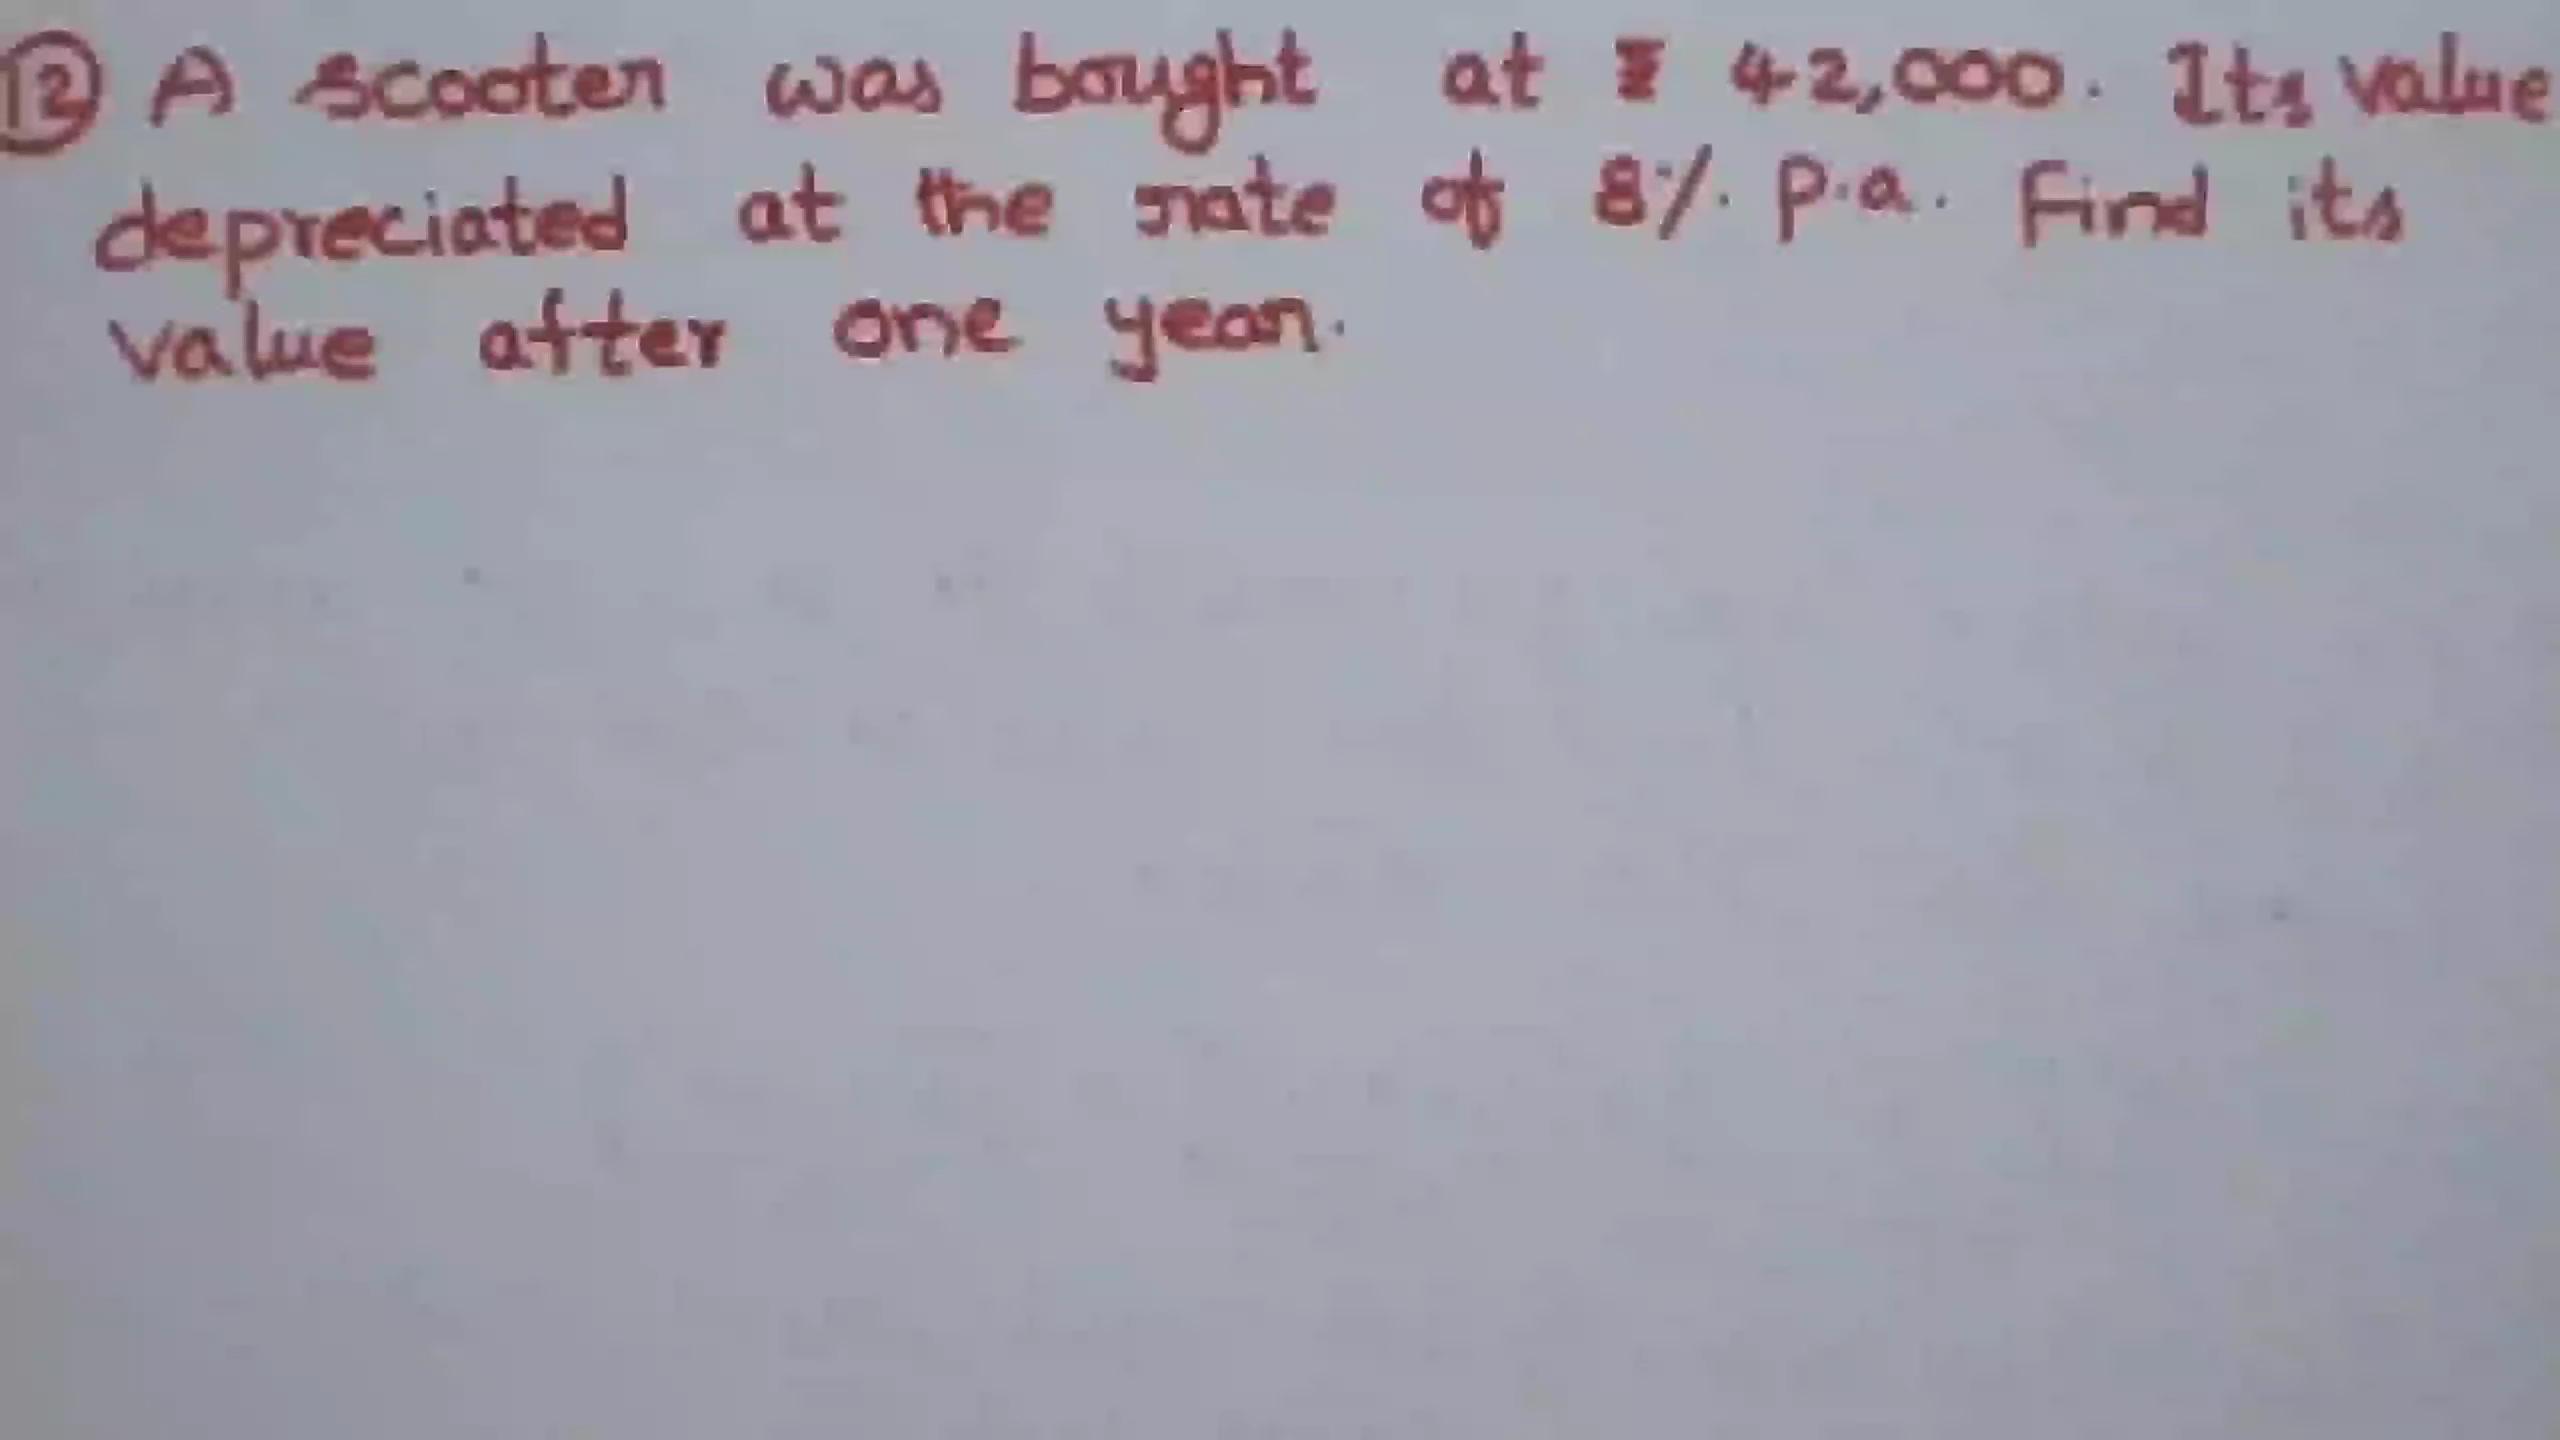 12 A scooter was bought at ₹ 42,000. Its value
depreciated at the rate of 8% p.a. Find its
value after one year.